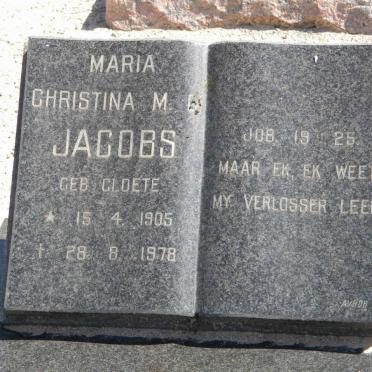 MARIA
CHRISTINA M.
JACOBS
GEB CLOETE
* 15 4 1905
† 28 8 1978
JOB. 19 25
MAAR EK, EK WEET
MY VERLOSSER LEEF